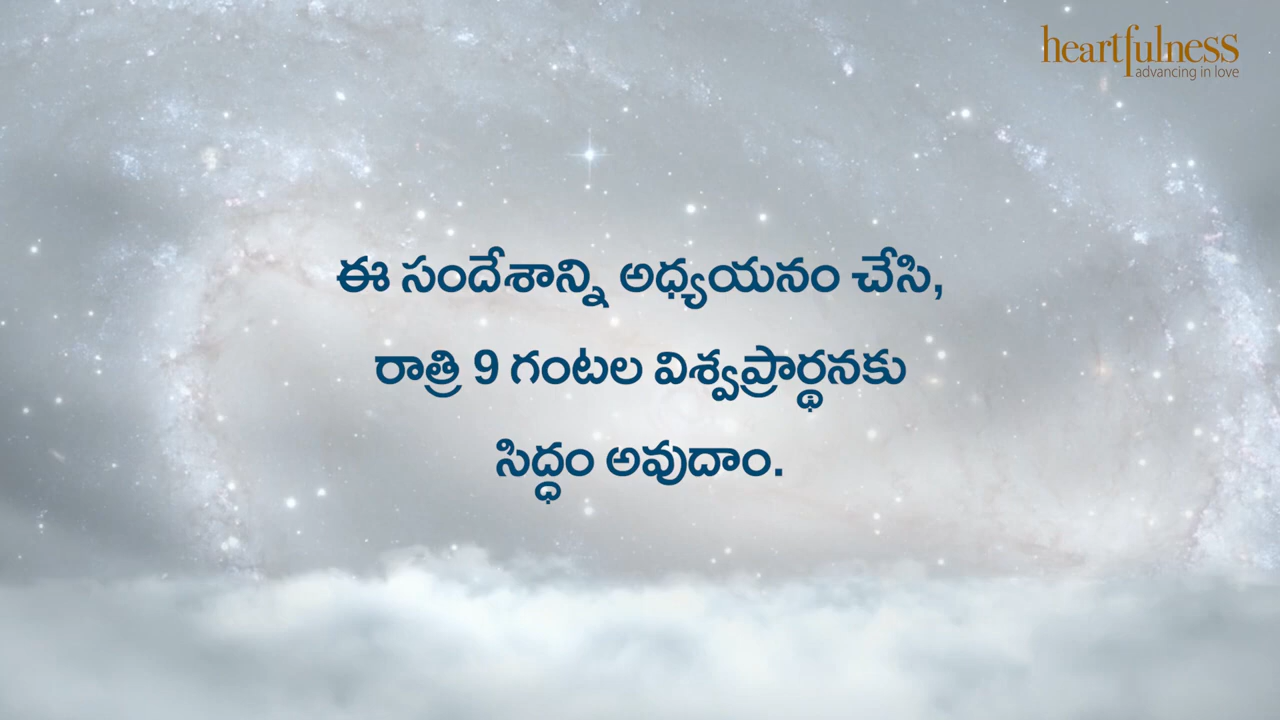 heartfulness
advancing in love
ఈ సందేశాన్ని అధ్యయనం చేసి,
రాత్రి 9 గంటల విశ్వప్రార్థనకు
సిద్ధం అవుదాం.